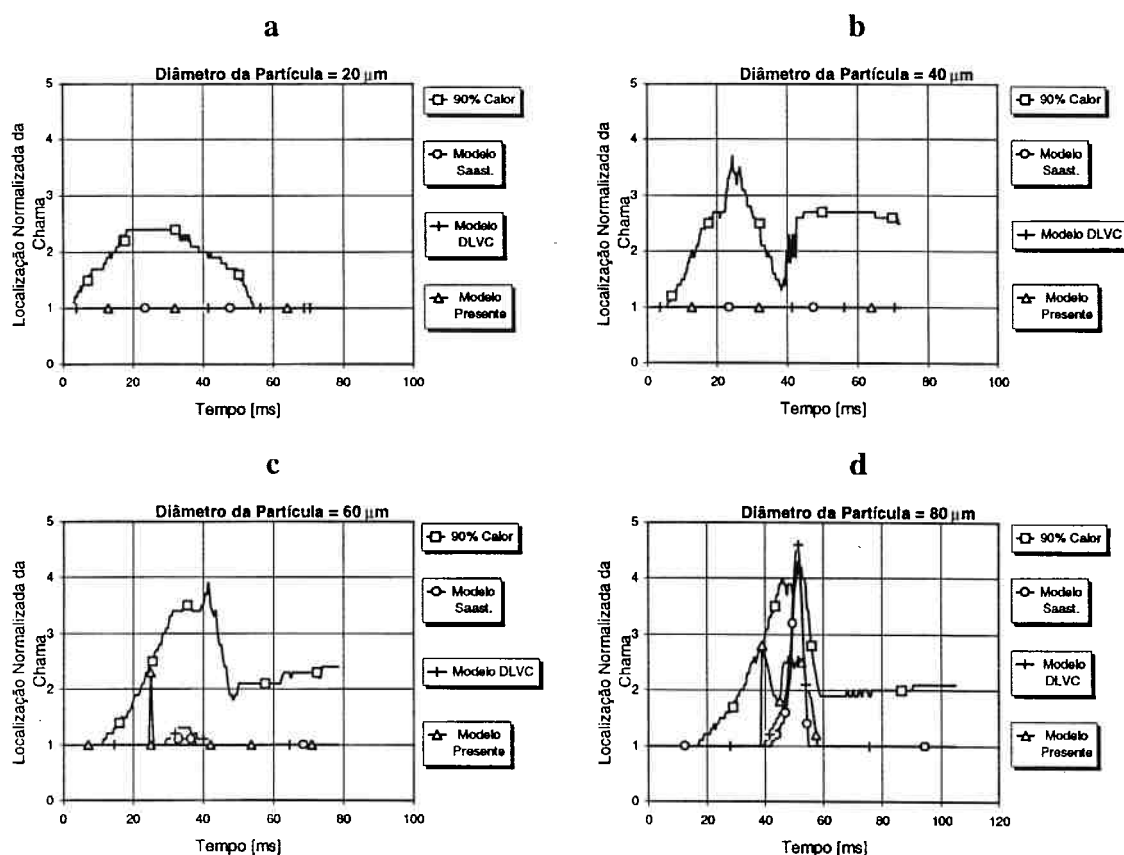 a
Diâmetro da Partícula = 20 µm
Localização Normalizada da
Chama
5
4
3
2
1
0
0 20 40 60 80 100
Tempo [ms]
90% Calor
Modelo
Saast.
Modelo
DLVC
Modelo
Presente
b
Diâmetro da Partícula = 40 µm
Localização Normalizada da
Chama
5
4
3
2
1
0
0 20 40 60 80 100
Tempo [ms]
90% Calor
Modelo
Saast.
Modelo DLVC
Modelo
Presente
c
Diâmetro da Partícula = 60 µm
Localização Normalizada da
Chama
5
4
3
2
1
0
0 20 40 60 80 100
Tempo [ms]
90% Calor
Modelo
Saast.
Modelo DLVC
Modelo
Presente
d
Diâmetro da Partícula = 80 µm
Localização Normalizada da
Chama
5
4
3
2
1
0
0 20 40 60 80 100 120
Tempo [ms]
90% Calor
Modelo
Saast.
Modelo
DLVC
Modelo
Presente